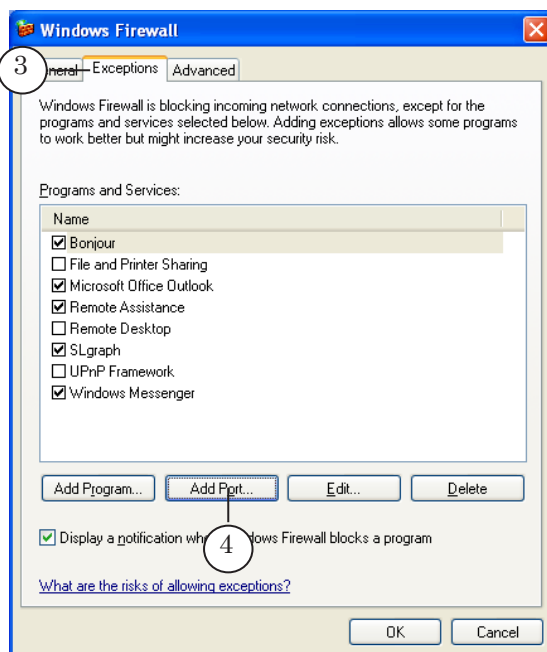 Windows Firewall
3 neral Exceptions Advanced
Windows Firewall is blocking incoming network connections, except for the
programs and services selected below. Adding exceptions allows some programs
to work better but might increase your security risk.
Programs and Services:
Name
Bonjour
File and Printer Sharing
Microsoft Office Outlook
Remote Assistance
Remote Desktop
SLgraph
UPnP Framework
Windows Messenger
Add Program... Add Port... Edit... Delete
Display a notification whe 4 dows Firewall blocks a program
What are the risks of allowing exceptions?
OK Cancel